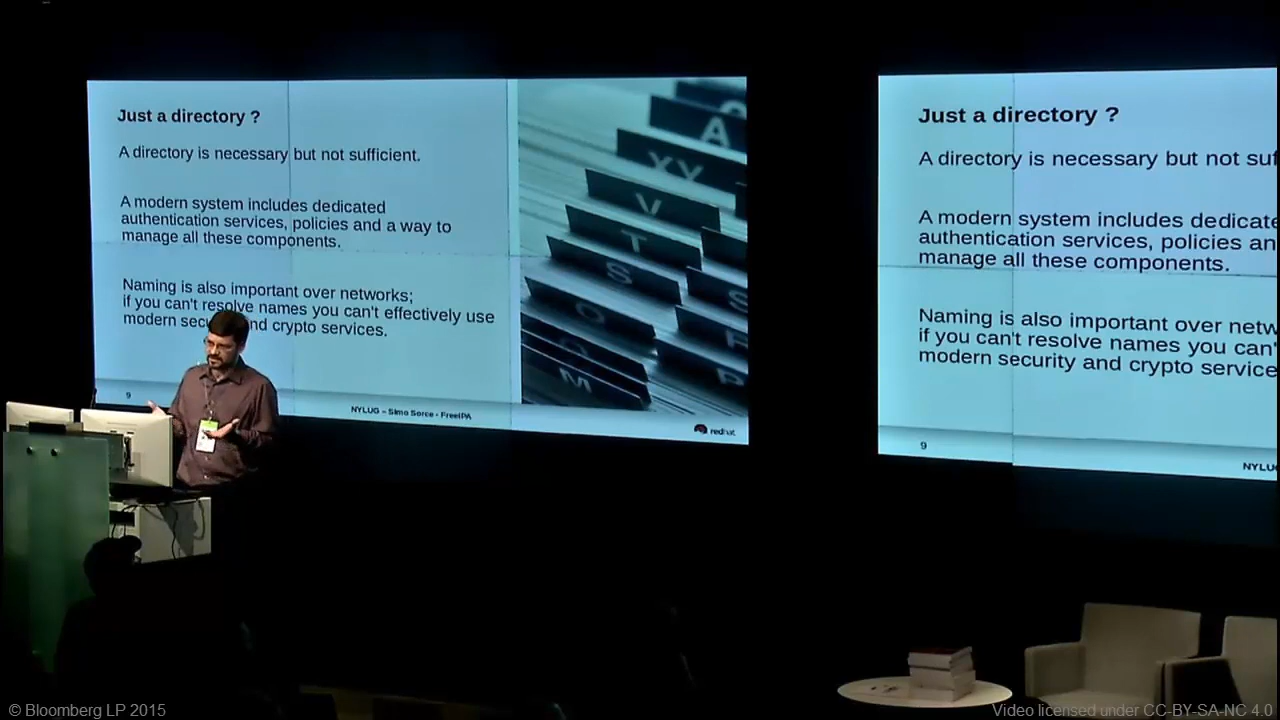 Just a directory ?
A directory is necessary but not sufficient.
A modern system includes dedicated
authentication services, policies and a way to
manage all these components.
Naming is also important over networks;
if you can't resolve names you can't effectively use
modern and crypto services.
9
NYLUG – Simo Sorce - FreeIPA
redhat
A
XY
V
T
S
Q
M
S
R
P
Just a directory ?
A directory is necessary but not suf
A modern system includes dedicate
authentication services, policies an
manage all these components.
Naming is also important over netw
if you can't resolve names you can'
modern security and crypto service
9
NYLU
© Bloomberg LP 2015
Video licensed under CC-BY-SA-NC 4.0